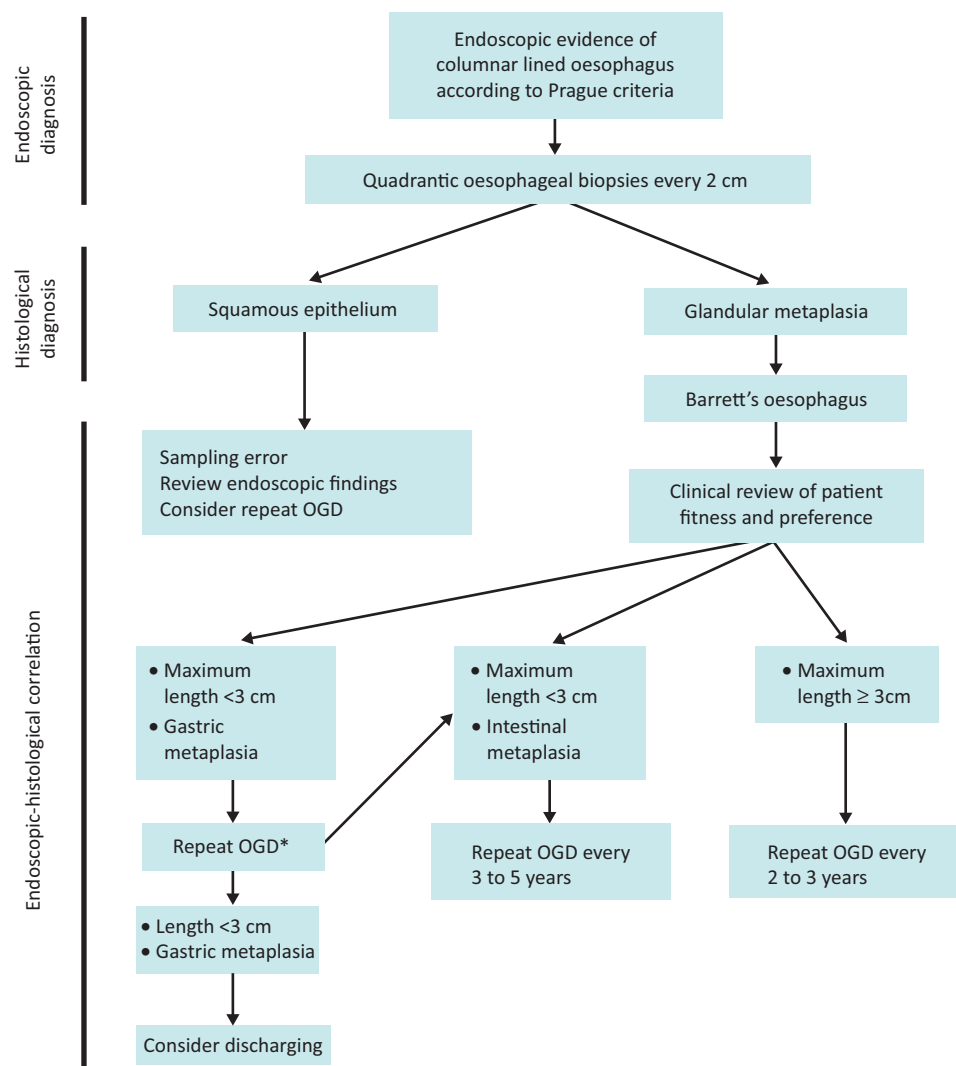 Endoscopic
diagnosis
Endoscopic evidence of
columnar lined oesophagus
according to Prague criteria
Quadrantic oesophageal biopsies every 2 cm
Histological
diagnosis
Squamous epithelium
Glandular metaplasia
Barrett's oesophagus
Endoscopic-histological correlation
Sampling error
Review endoscopic findings
Consider repeat OGD
Clinical review of patient
fitness and preference
• Maximum
length <3 cm
• Gastric
metaplasia
• Maximum
length <3 cm
• Intestinal
metaplasia
• Maximum
length ≥ 3cm
Repeat OGD*
Repeat OGD every
3 to 5 years
Repeat OGD every
2 to 3 years
• Length <3 cm
• Gastric metaplasia
Consider discharging